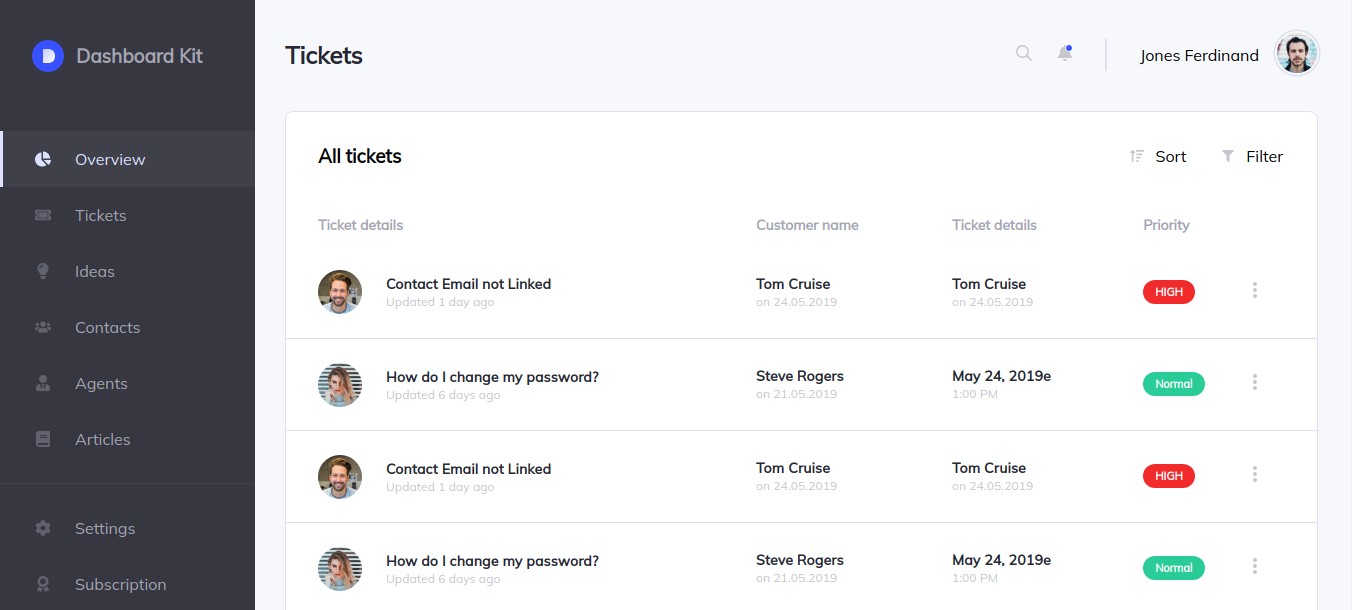 Dashboard Kit
Overview
Tickets
Ideas
Contacts
Agents
Articles
Settings
Subscription
Tickets
Jones Ferdinand
All tickets
Sort
Filter
Ticket details Customer name Ticket details Priority
Contact Email not Linked Tom Cruise Tom Cruise HIGH
Updated 1 day ago on 24.05.2019 on 24.05.2019
How do I change my password? Steve Rogers May 24, 2019e Normal
Updated 6 days ago on 21.05.2019 1:00 PM
Contact Email not Linked Tom Cruise Tom Cruise HIGH
Updated 1 day ago on 24.05.2019 on 24.05.2019
How do I change my password? Steve Rogers May 24, 2019e Normal
Updated 6 days ago on 21.05.2019 1:00 PM